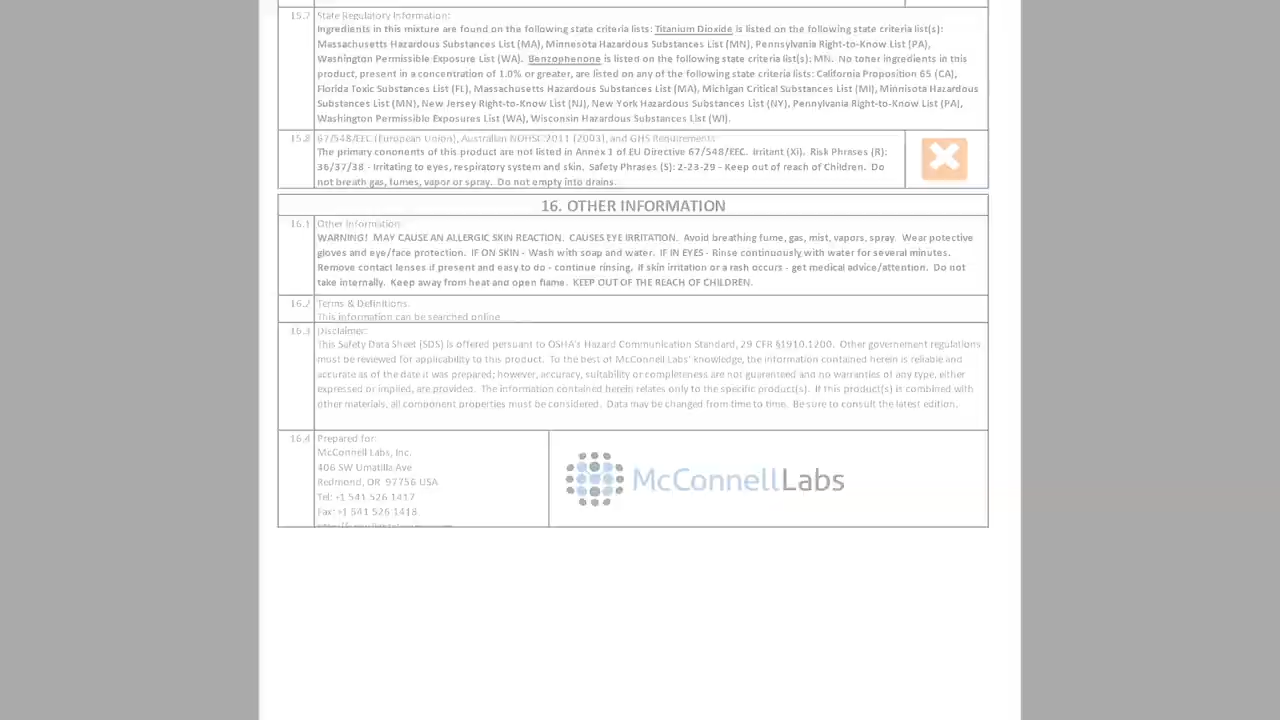 15.7 State Regulatory Information:
Ingredients in this mixture are found on the following state criteria lists: Titanium Dioxide is listed on the following state criteria list(s):
Massachusetts Hazardous Substances List (MA), Minnesota Hazardous Substances List (MN), Pennsylvania Right-to-Know List (PA),
Washington Permissible Exposure List (WA). Benzophenone is listed on the following state criteria list(s): MN. No toher ingredients in this
product, present in a concentration of 1.0% or greater, are listed on any of the following state criteria lists: California Proposition 65 (CA),
Florida Toxic Substances List (FL), Massachusetts Hazardous Substances List (MA), Michigan Critical Substances List (MI), Minnisota Hazardous
Substances List (MN), New Jersey Right-to-Know List (NJ), New York Hazardous Substances List (NY), Pennsylvania Right-to-Know List (PA),
Washington Permissible Exposures List (WA), Wisconsin Hazardous Substances List (WI).
15.8 67/548/EEC (European Union), Australian NOHSC 2011 (2003), and GHS Requirements:
The primary cononents of this product are not listed in Annex 1 of EU Directive 67/548/EEC. Irritant (Xi). Risk Phrases (R):
36/37/38 - Irritating to eyes, respiratory system and skin. Safety Phrases (S): 2-23-29 - Keep out of reach of Children. Do
not breath gas, fumes, vapor or spray. Do not empty into drains.
16. OTHER INFORMATION
16.1 Other Information:
WARNING! MAY CAUSE AN ALLERGIC SKIN REACTION. CAUSES EYE IRRITATION. Avoid breathing fume, gas, mist, vapors, spray. Wear potective
gloves and eye/face protection. IF ON SKIN - Wash with soap and water. IF IN EYES - Rinse continuously with water for several minutes.
Remove contact lenses if present and easy to do - continue rinsing. If skin irritation or a rash occurs - get medical advice/attention. Do not
take internally. Keep away from heat and open flame. KEEP OUT OF THE REACH OF CHILDREN.
16.2 Terms & Definitions.
This information can be searched online
16.3 Disclaimer:
This Safety Data Sheet (SDS) is offered persuant to OSHA's Hazard Communication Standard, 29 CFR §1910.1200. Other governement regulations
must be reviewed for applicability to this product. To the best of McConnell Labs' knowledge, the information contained herein is reliable and
accurate as of the date it was prepared; however, accuracy, suitability or completeness are not guaranteed and no warranties of any type, either
expressed or implied, are provided. The information contained herein relates only to the specific product(s). If this product(s) is combined with
other materials, all component properties must be considered. Data may be changed from time to time. Be sure to consult the latest edition.
16.4 Prepared for:
McConnell Labs, Inc.
406 SW Umatilla Ave
Redmond, OR 97756 USA
Tel: +1 541 526 1417
Fax: +1 541 526 1418
McConnellLabs